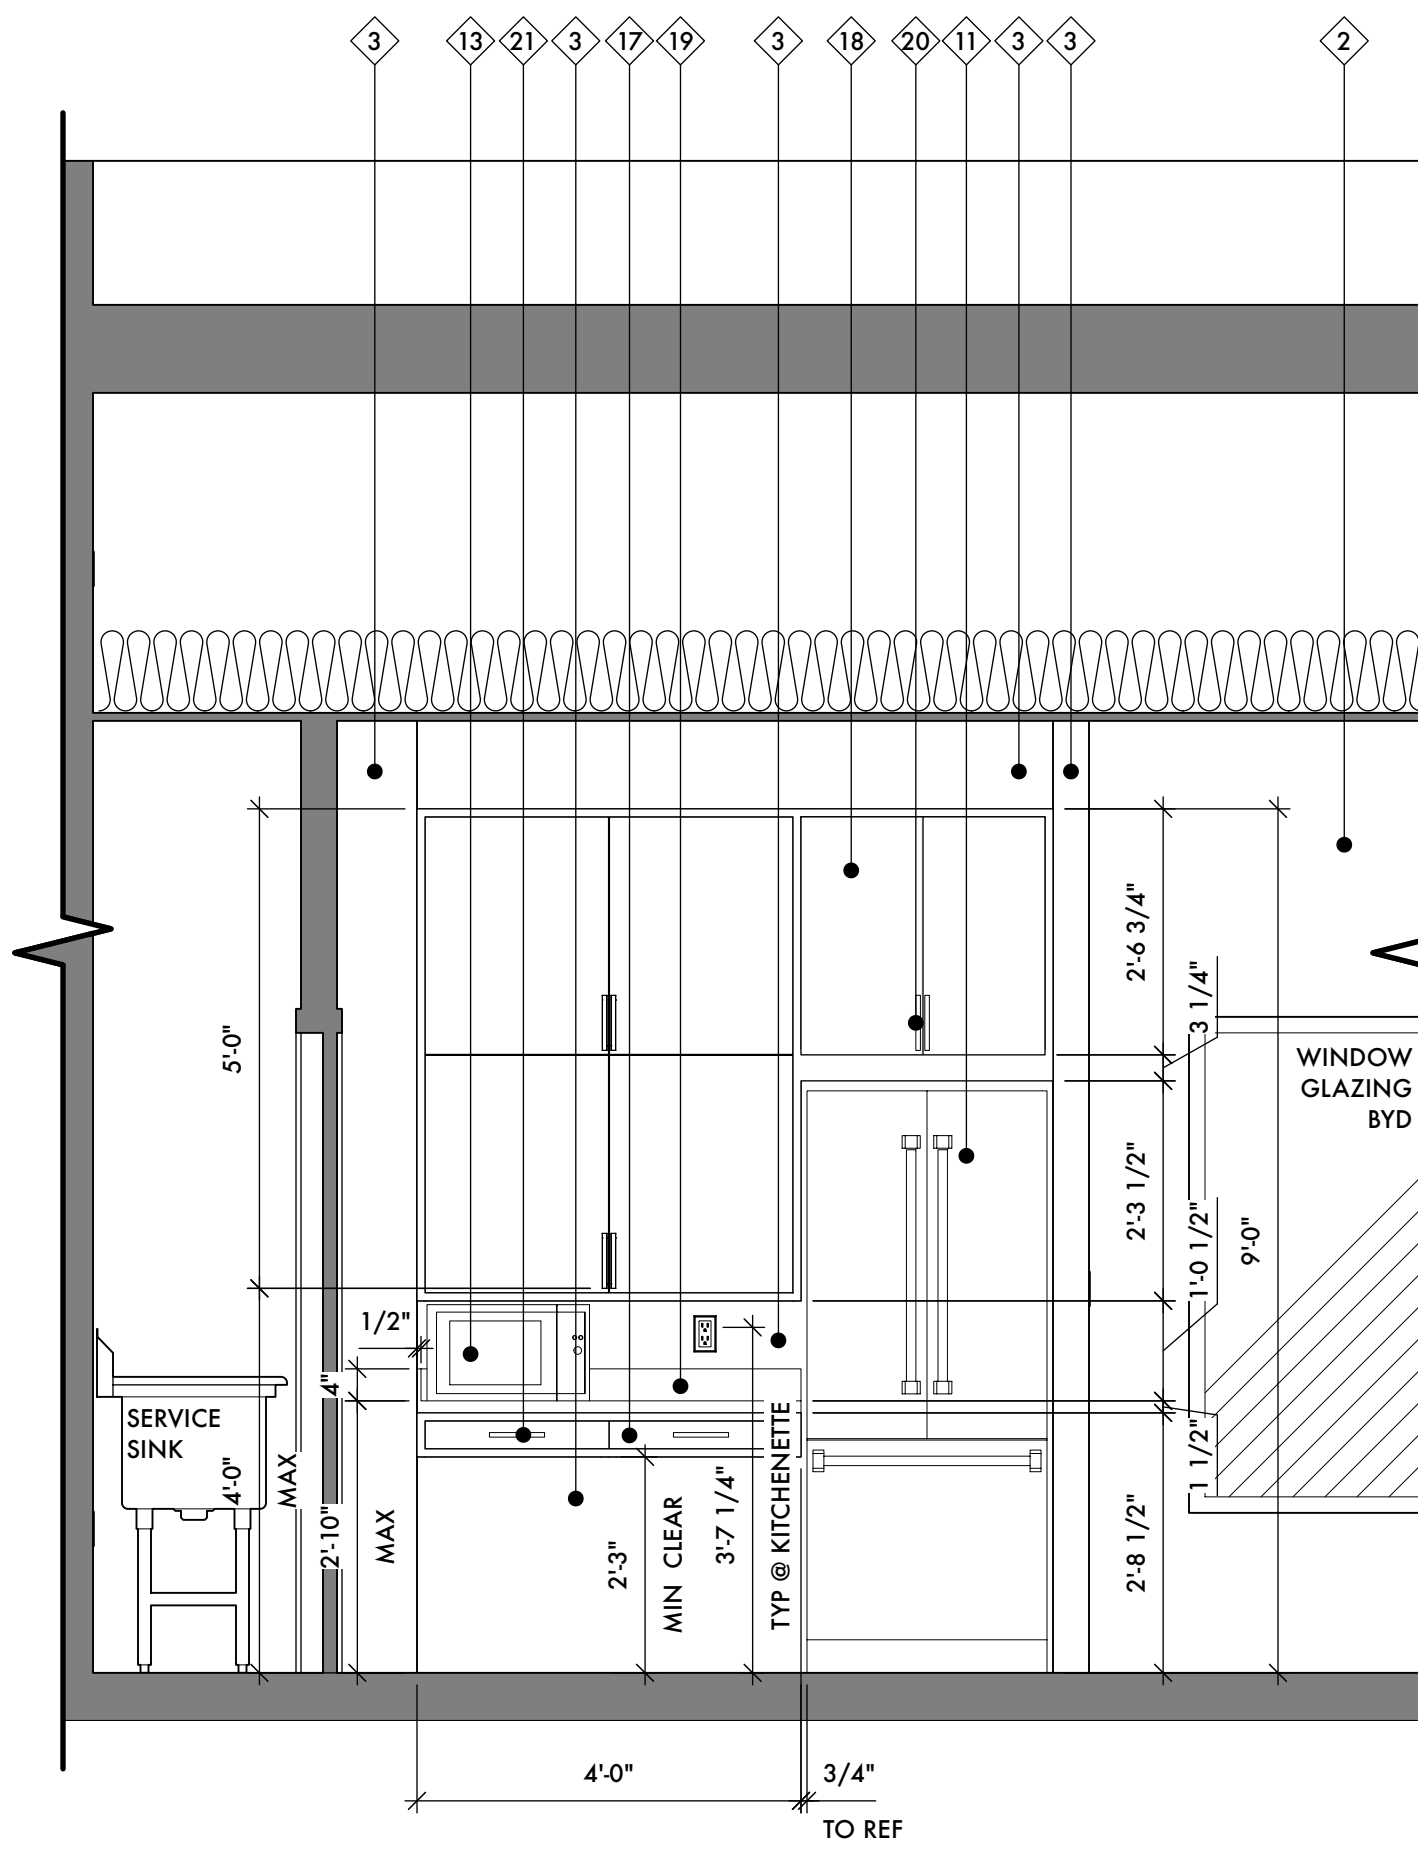 3
13
21
3
17
19
3
18
20
11
3
3
2
2'-6 3/4"
3 1/4"
5'-0"
WINDOW
GLAZING
BYD
2'-3 1/2"
1'-0 1/2"
9'-0"
1/2"
4"
SERVICE
SINK
4'-0"
MAX
2'-10"
MAX
2'-3"
MIN CLEAR
3'-7 1/4"
TYP @ KITCHENETTE
1 1/2"
2'-8 1/2"
4'-0"
3/4"
TO REF